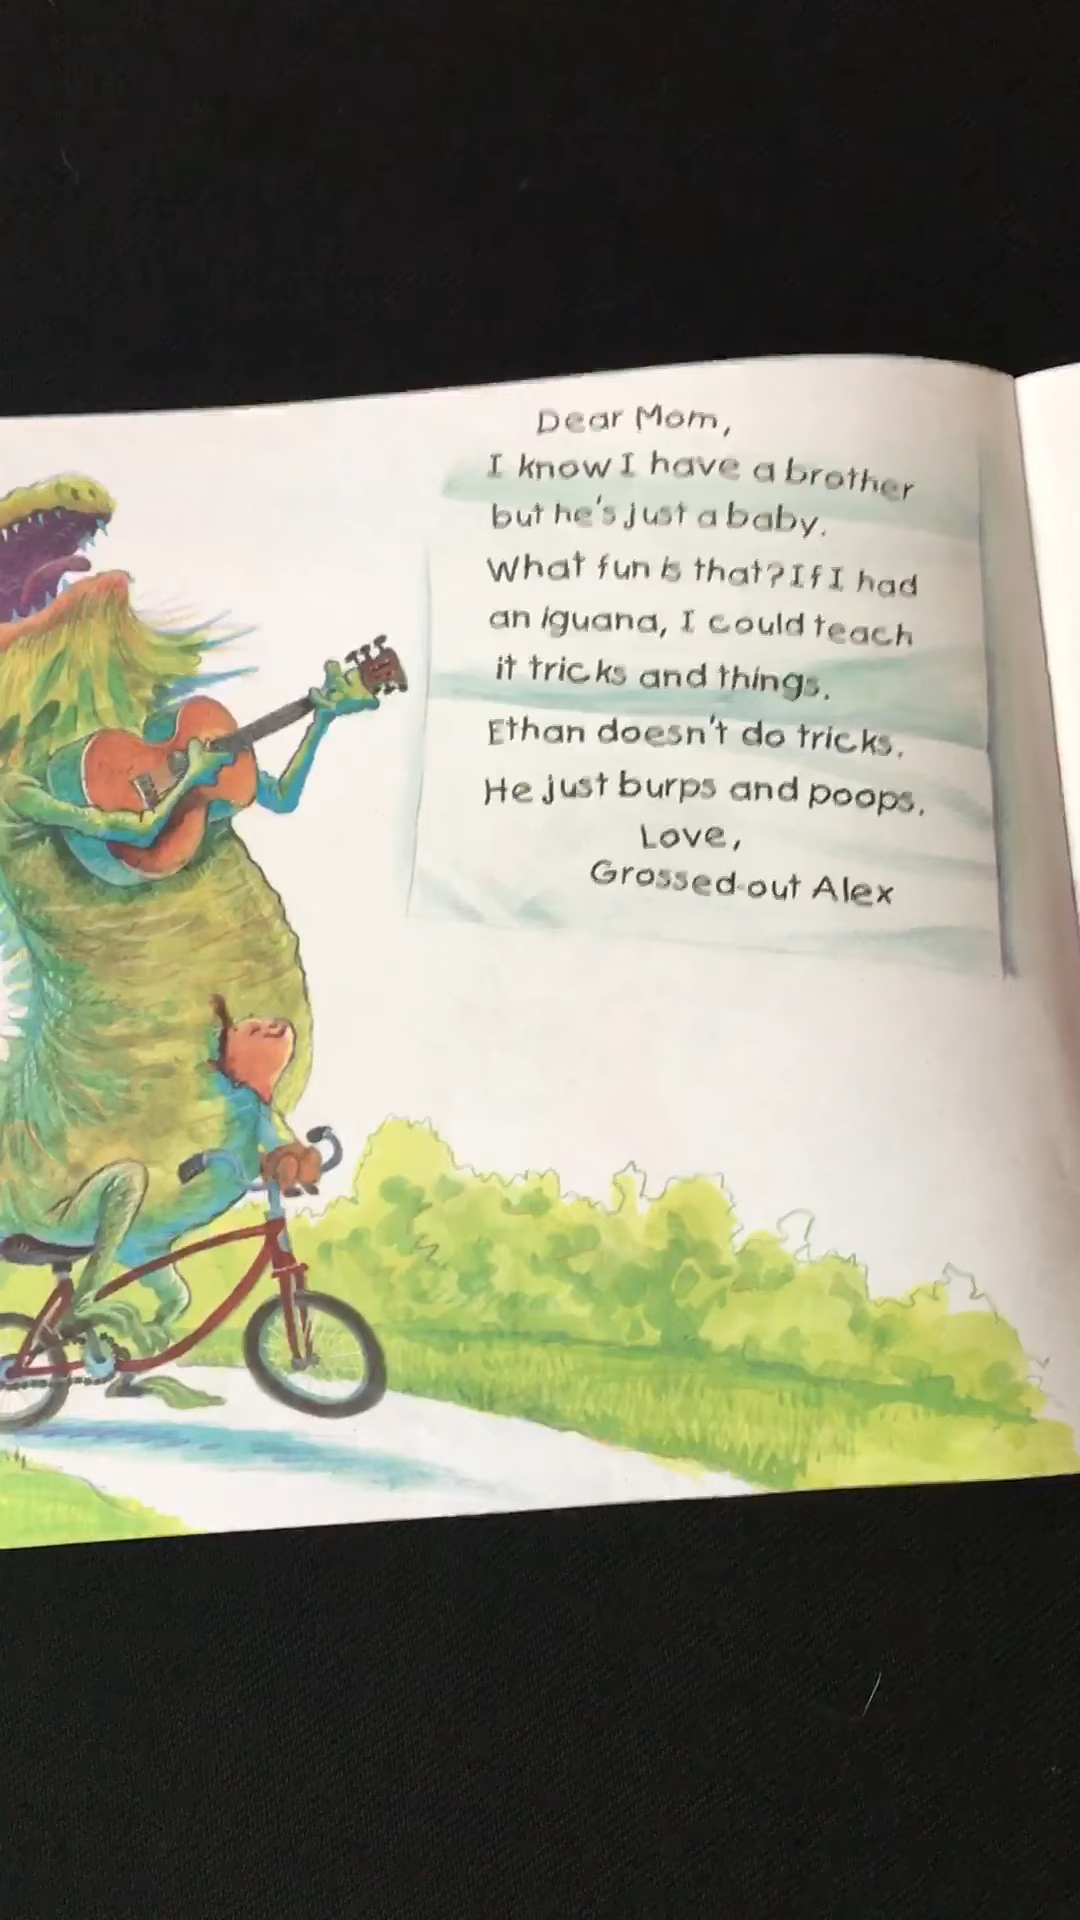 Dear Mom,
I know I have a brother
but he's just a baby.
What fun is that? If I had
an iguana, I could teach
it tricks and things.
Ethan doesn't do tricks.
He just burps and poops.
Love,
Grossed-out Alex